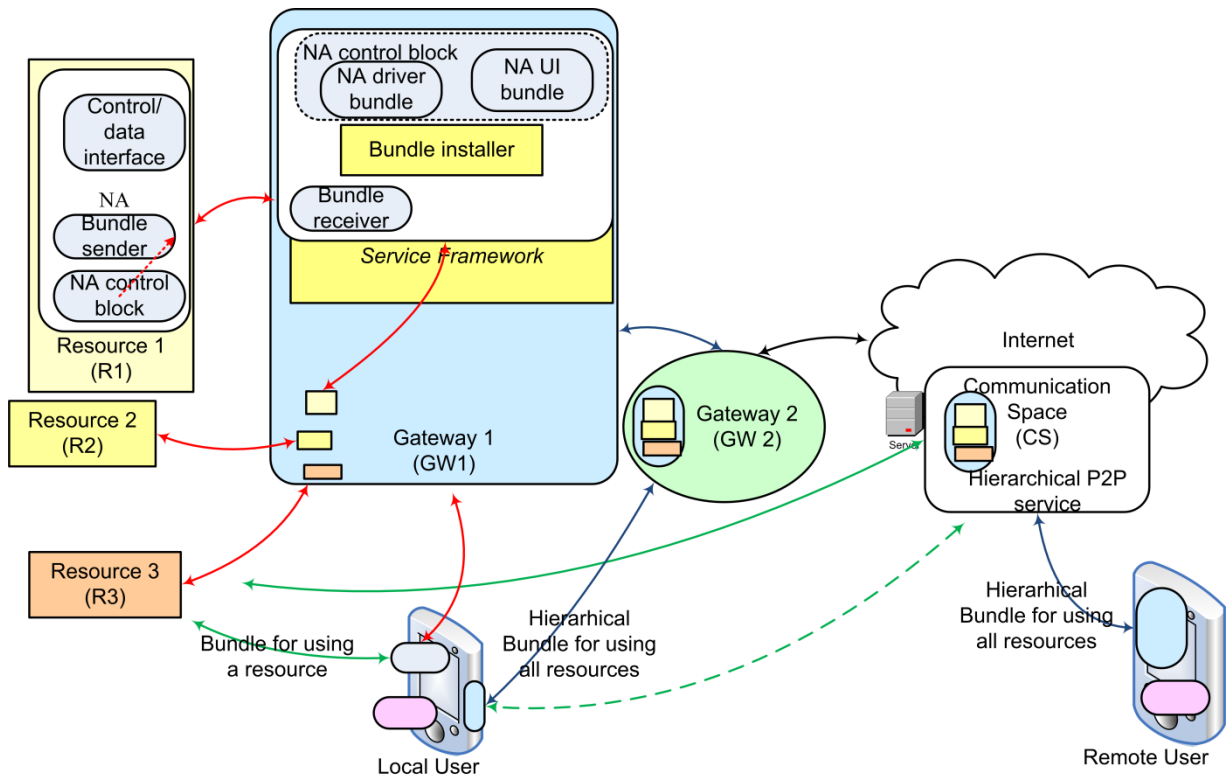 NA control block
NA driver
bundle
NA UI
bundle
Bundle installer
Bundle
receiver
Service Framework
Control/
data
interface
NA
Bundle
sender
NA control
block
Resource 1
(R1)
Resource 2
(R2)
Gateway 1
(GW1)
Gateway 2
(GW 2)
Internet
Communication
Space
(CS)
Server
Hierarchical P2P
service
Resource 3
(R3)
Bundle for using
a resource
Hierarhical
Bundle for using
all resources
Hierarhical
Bundle for using
all resources
Local User
Remote User